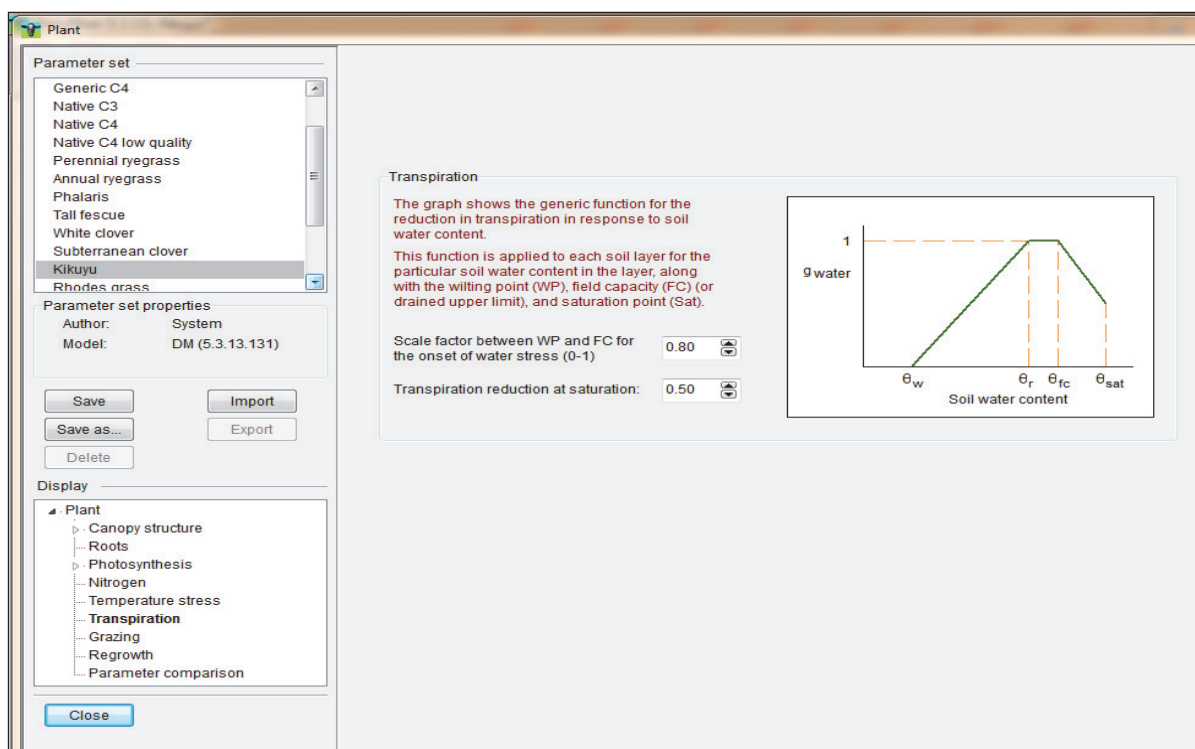 Plant
Parameter set
Generic C4
Native C3
Native C4
Native C4 low quality
Perennial ryegrass
Annual ryegrass
Phalaris
Tall fescue
White clover
Subterranean clover
Kikuyu
Rhodes grass
Parameter set properties
Author: System
Model: DM (5.3.13.131)
Save Import
Save as... Export
Delete
Display
Plant
Canopy structure
Roots
Photosynthesis
Nitrogen
Temperature stress
Transpiration
Grazing
Regrowth
Parameter comparison
Close
Transpiration
The graph shows the generic function for the
reduction in transpiration in response to soil
water content.
This function is applied to each soil layer for the
particular soil water content in the layer, along
with the wilting point (WP), field capacity (FC) (or
drained upper limit), and saturation point (Sat).
Scale factor between WP and FC for
the onset of water stress (0-1) 0.80
Transpiration reduction at saturation: 0.50
1
g water
θw θr θfc θsat
Soil water content